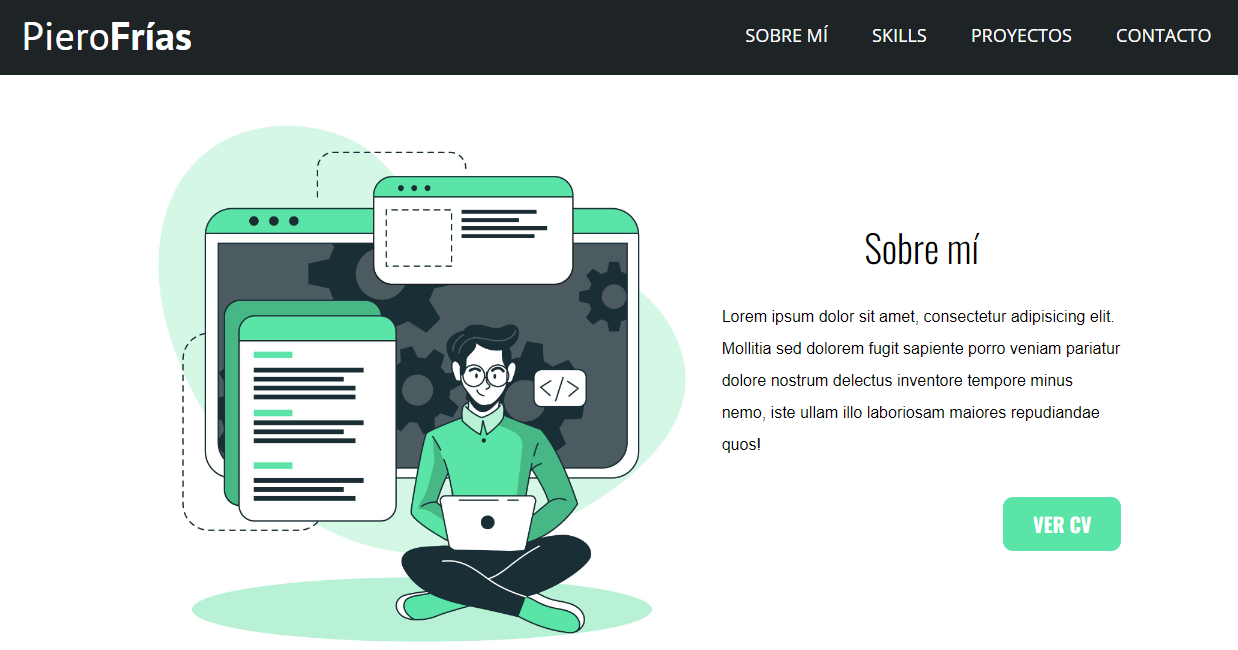 PieroFrías
SOBRE MÍ SKILLS PROYECTOS CONTACTO
</>
Sobre mí
Lorem ipsum dolor sit amet, consectetur adipisicing elit.
Mollitia sed dolorem fugit sapiente porro veniam pariatur
dolore nostrum delectus inventore tempore minus
nemo, iste ullam illo laboriosam maiores repudiandae
quos!
VER CV